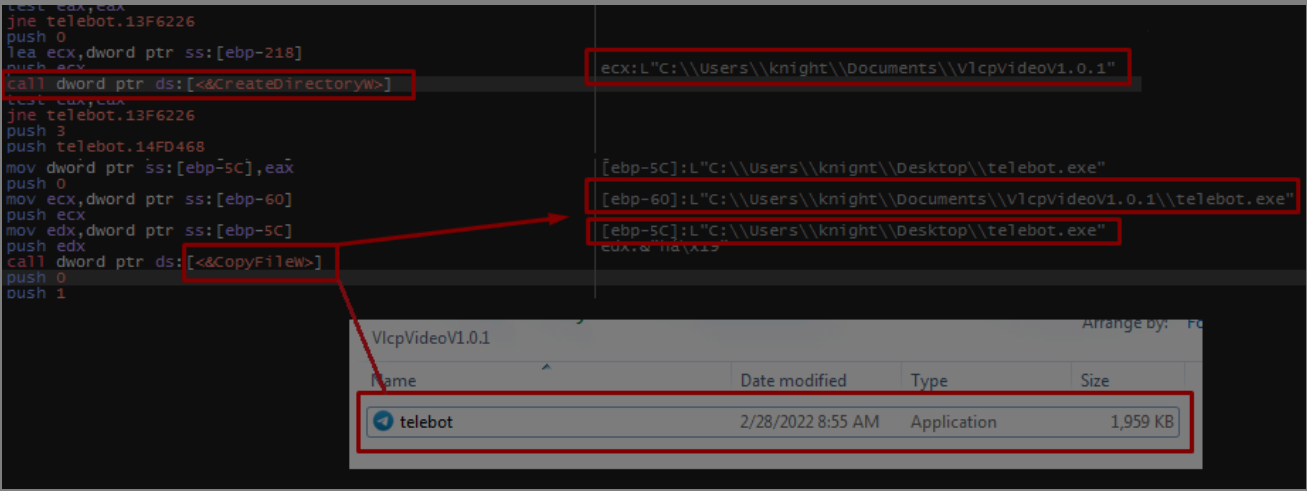 test eax,eax
jne telebot.13F6226
push 0
lea ecx,dword ptr ss:[ebp-218]
push ecx
ecx:L"C:\\Users\\knight\\Documents\\VlcpVideoV1.0.1"
call dword ptr ds:[<&CreateDirectoryW>]
test eax,eax
jne telebot.13F6226
push 3
push telebot.14FD468
mov dword ptr ss:[ebp-5C],eax
[ebp-5C]:L"C:\\Users\\knight\\Desktop\\telebot.exe"
push 0
mov ecx,dword ptr ss:[ebp-60]
[ebp-60]:L"C:\\Users\\knight\\Documents\\VlcpVideoV1.0.1\\telebot.exe"
push ecx
mov edx,dword ptr ss:[ebp-5C]
[ebp-5C]:L"C:\\Users\\knight\\Desktop\\telebot.exe"
push edx
edx:&"ha\x19"
call dword ptr ds:[<&CopyFileW>]
push 0
push 1
Arrange by: Fo
VlcpVideoV1.0.1
Name Date modified Type Size
telebot 2/28/2022 8:55 AM Application 1,959 KB